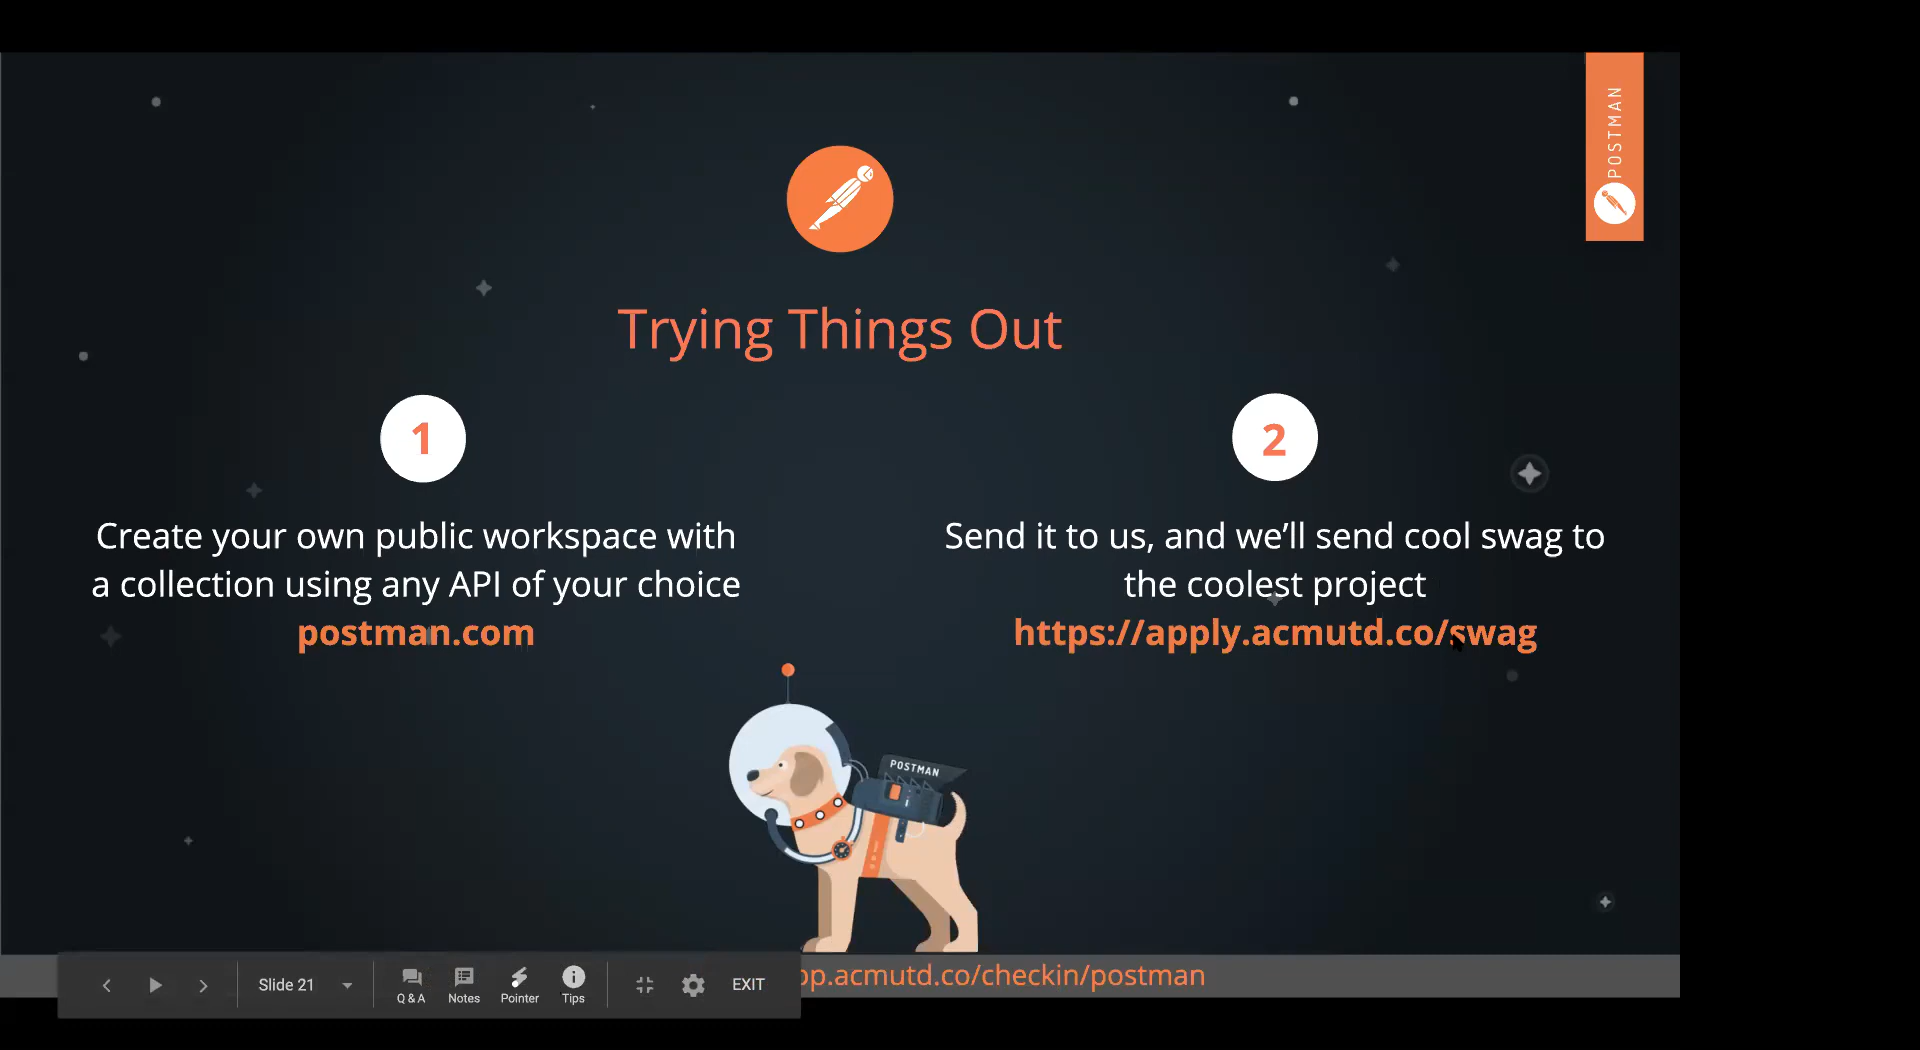 POSTMAN
Trying Things Out
1
Create your own public workspace with
a collection using any API of your choice
postman.com
2
Send it to us, and we’ll send cool swag to
the coolest project
https://apply.acmutd.co/swag
POSTMAN
Slide 21
Q & A
Notes
Pointer
Tips
EXIT
pp.acmutd.co/checkin/postman